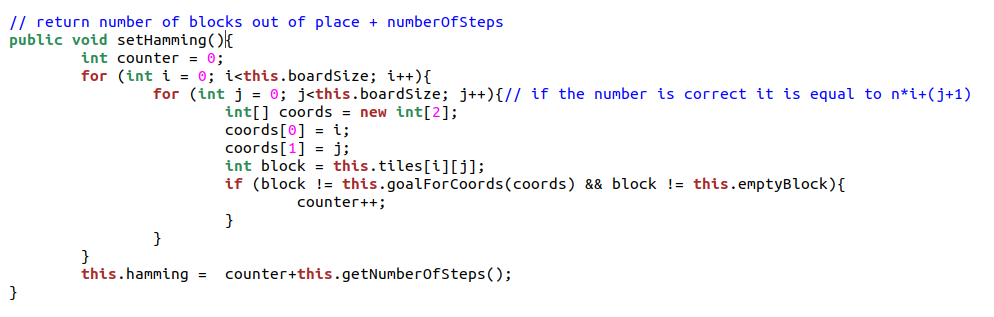 // return number of blocks out of place + numberOfSteps
public void setHamming(){
        int counter = 0;
        for (int i = 0; i<this.boardSize; i++){
                for (int j = 0; j<this.boardSize; j++){// if the number is correct it is equal to n*i+(j+1)
                        int[] coords = new int[2];
                        coords[0] = i;
                        coords[1] = j;
                        int block = this.tiles[i][j];
                        if (block != this.goalForCoords(coords) && block != this.emptyBlock){
                                counter++;
                        }
                }
        }
        this.hamming =  counter+this.getNumberOfSteps();
}